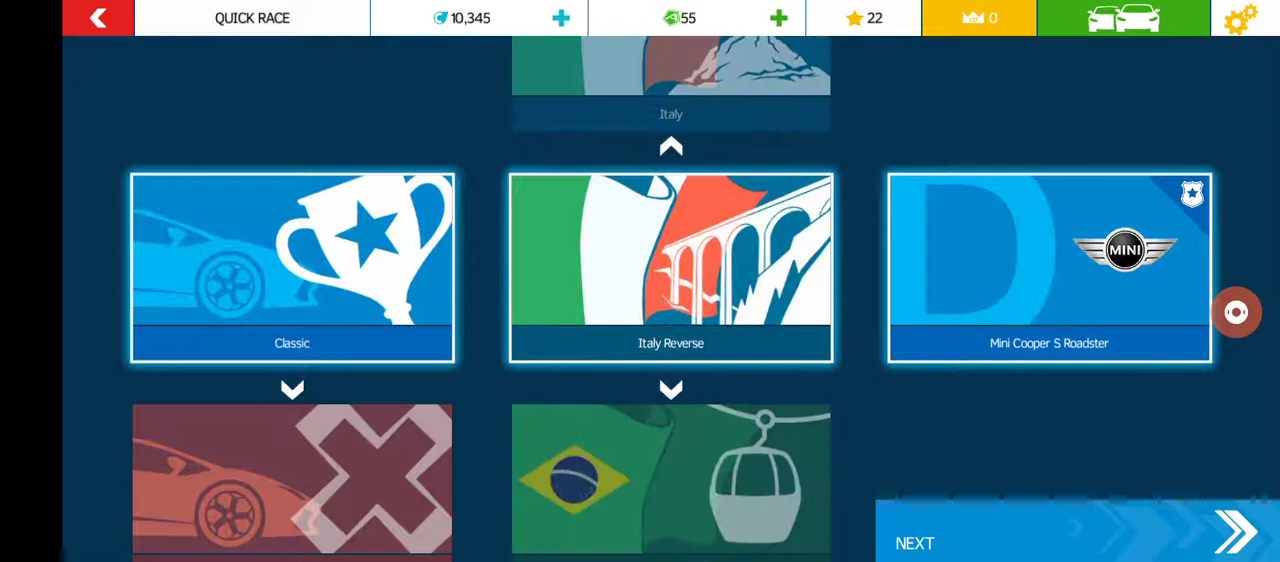 QUICK RACE
10,345
55
22
0
Italy
Classic
Italy Reverse
D
MINI
Mini Cooper S Roadster
NEXT